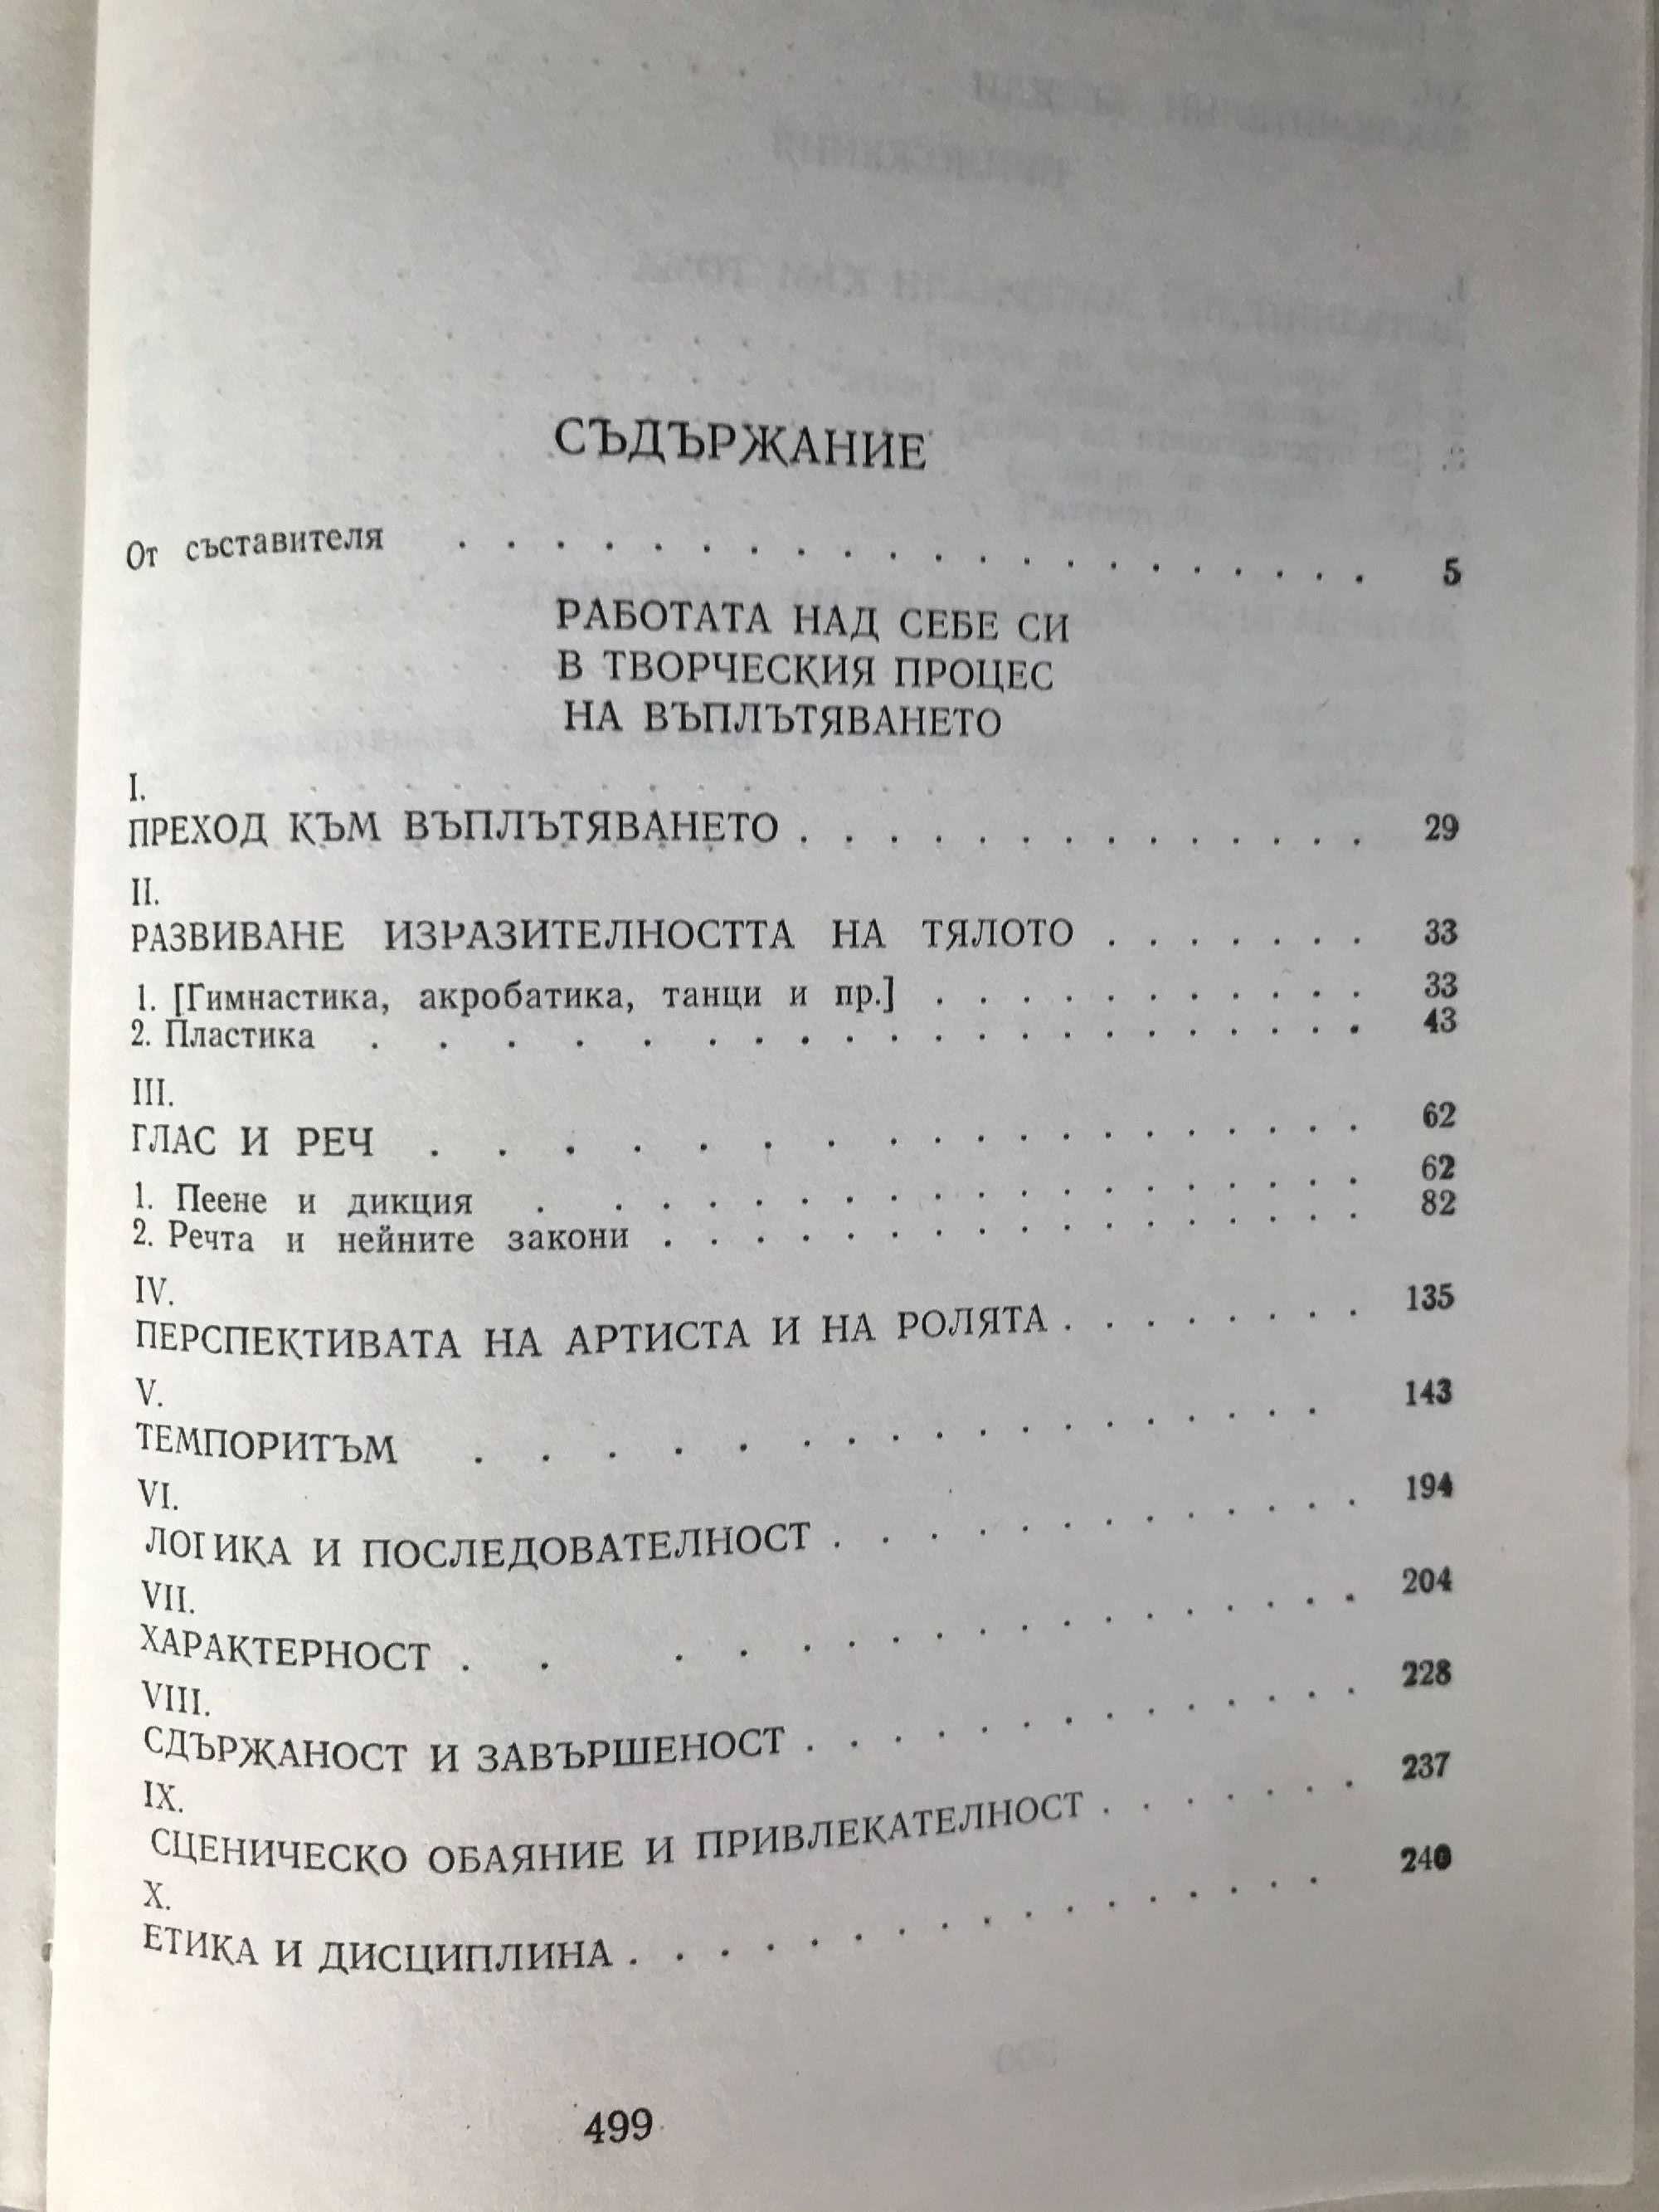 СЪДЪРЖАНИЕ
От съставителя . . . . . . . . . . . . . . . . . . . . 5
РАБОТАТА НАД СЕБЕ СИ
В ТВОРЧЕСКИЯ ПРОЦЕС
НА ВЪПЛЪТЯВАНЕТО
I.
ПРЕХОД КЪМ ВЪПЛЪТЯВАНЕТО . . . . . . . . . . . . . 29
II.
РАЗВИВАНЕ ИЗРАЗИТЕЛНОСТТА НА ТЯЛОТО . . . . . . . 33
1. [Гимнастика, акробатика, танци и пр.] . . . . . . . . . . . 33
2. Пластика . . . . . . . . . . . . . . . . . . . 43
III.
ГЛАС И РЕЧ . . . . . . . . . . . . . . . . . . 62
1. Пеене и дикция . . . . . . . . . . . . . . . . . . 62
2. Речта и нейните закони . . . . . . . . . . . . . . . . 82
IV.
ПЕРСПЕКТИВАТА НА АРТИСТА И НА РОЛЯТА . . . . . . . . 135
V.
ТЕМПОРИТЪМ . . . . . . . . . . . . . . . . . 143
VI.
ЛОГИКА И ПОСЛЕДОВАТЕЛНОСТ . . . . . . . . . . . . . 194
VII.
ХАРАКТЕРНОСТ . . . . . . . . . . . . . . . . . 204
VIII.
СДЪРЖАНОСТ И ЗАВЪРШЕНОСТ . . . . . . . . . . . . . 228
IX.
СЦЕНИЧЕСКО ОБАЯНИЕ И ПРИВЛЕКАТЕЛНОСТ . . . . . . . 237
X.
ЕТИКА И ДИСЦИПЛИНА . . . . . . . . . . . . . . . . 240
499